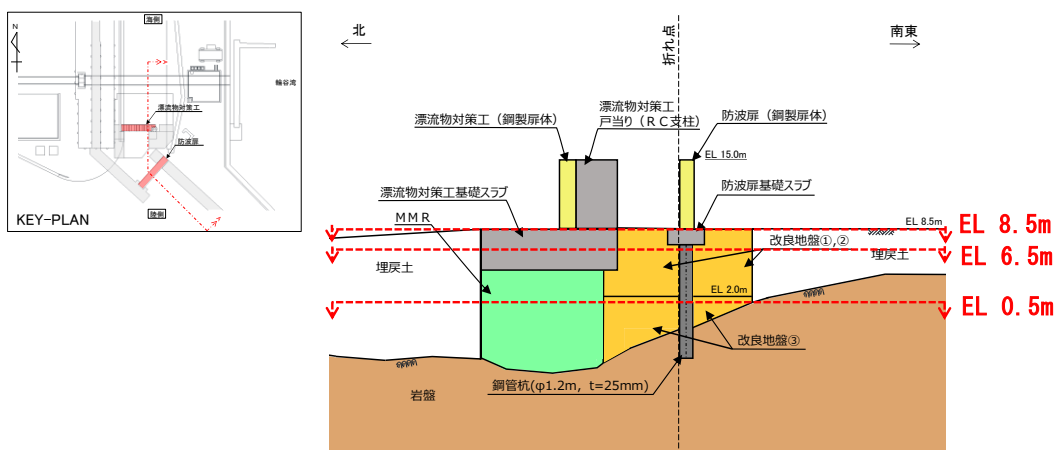 海側
N
輪谷湾
漂流物対策工
防波扉
陸側
KEY-PLAN
北
折れ点
南東
漂流物対策工(鋼製扉体)
漂流物対策工
戸当り(RC支柱)
防波扉(鋼製扉体)
EL 15.0m
漂流物対策工基礎スラブ
防波扉基礎スラブ
MMR
EL 8.5m
EL 8.5m
改良地盤①,②
埋戻土
埋戻土
EL 6.5m
EL 2.0m
EL 0.5m
改良地盤③
鋼管杭(φ1.2m, t=25mm)
岩盤